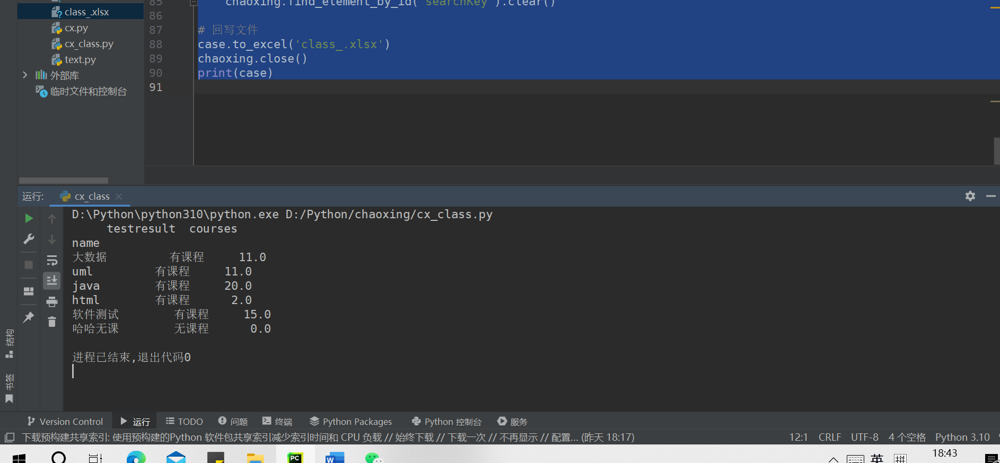 class_.xlsx
cx.py
cx_class.py
text.py
外部库
临时文件和控制台
85 chaoxing.find_element_by_id("searchKey").clear()
86
87 # 回写文件
88 case.to_excel('class_.xlsx')
89 chaoxing.close()
90 print(case)
91
运行: cx_class
D:\Python\python310\python.exe D:/Python/chaoxing/cx_class.py
testresult courses
name
大数据 有课程 11.0
uml 有课程 11.0
java 有课程 20.0
html 有课程 2.0
软件测试 有课程 15.0
哈哈无课 无课程 0.0
进程已结束,退出代码0
结构
书签
Version Control 运行 TODO 问题 终端 Python Packages Python 控制台 服务
下载预构建共享索引: 使用预构建的Python 软件包共享索引减少索引时间和 CPU 负载 // 始终下载 // 下载一次 // 不再显示 // 配置... (昨天 18:17) 12:1 CRLF UTF-8 4 个空格 Python 3.10
PC W 英 拼 18:43